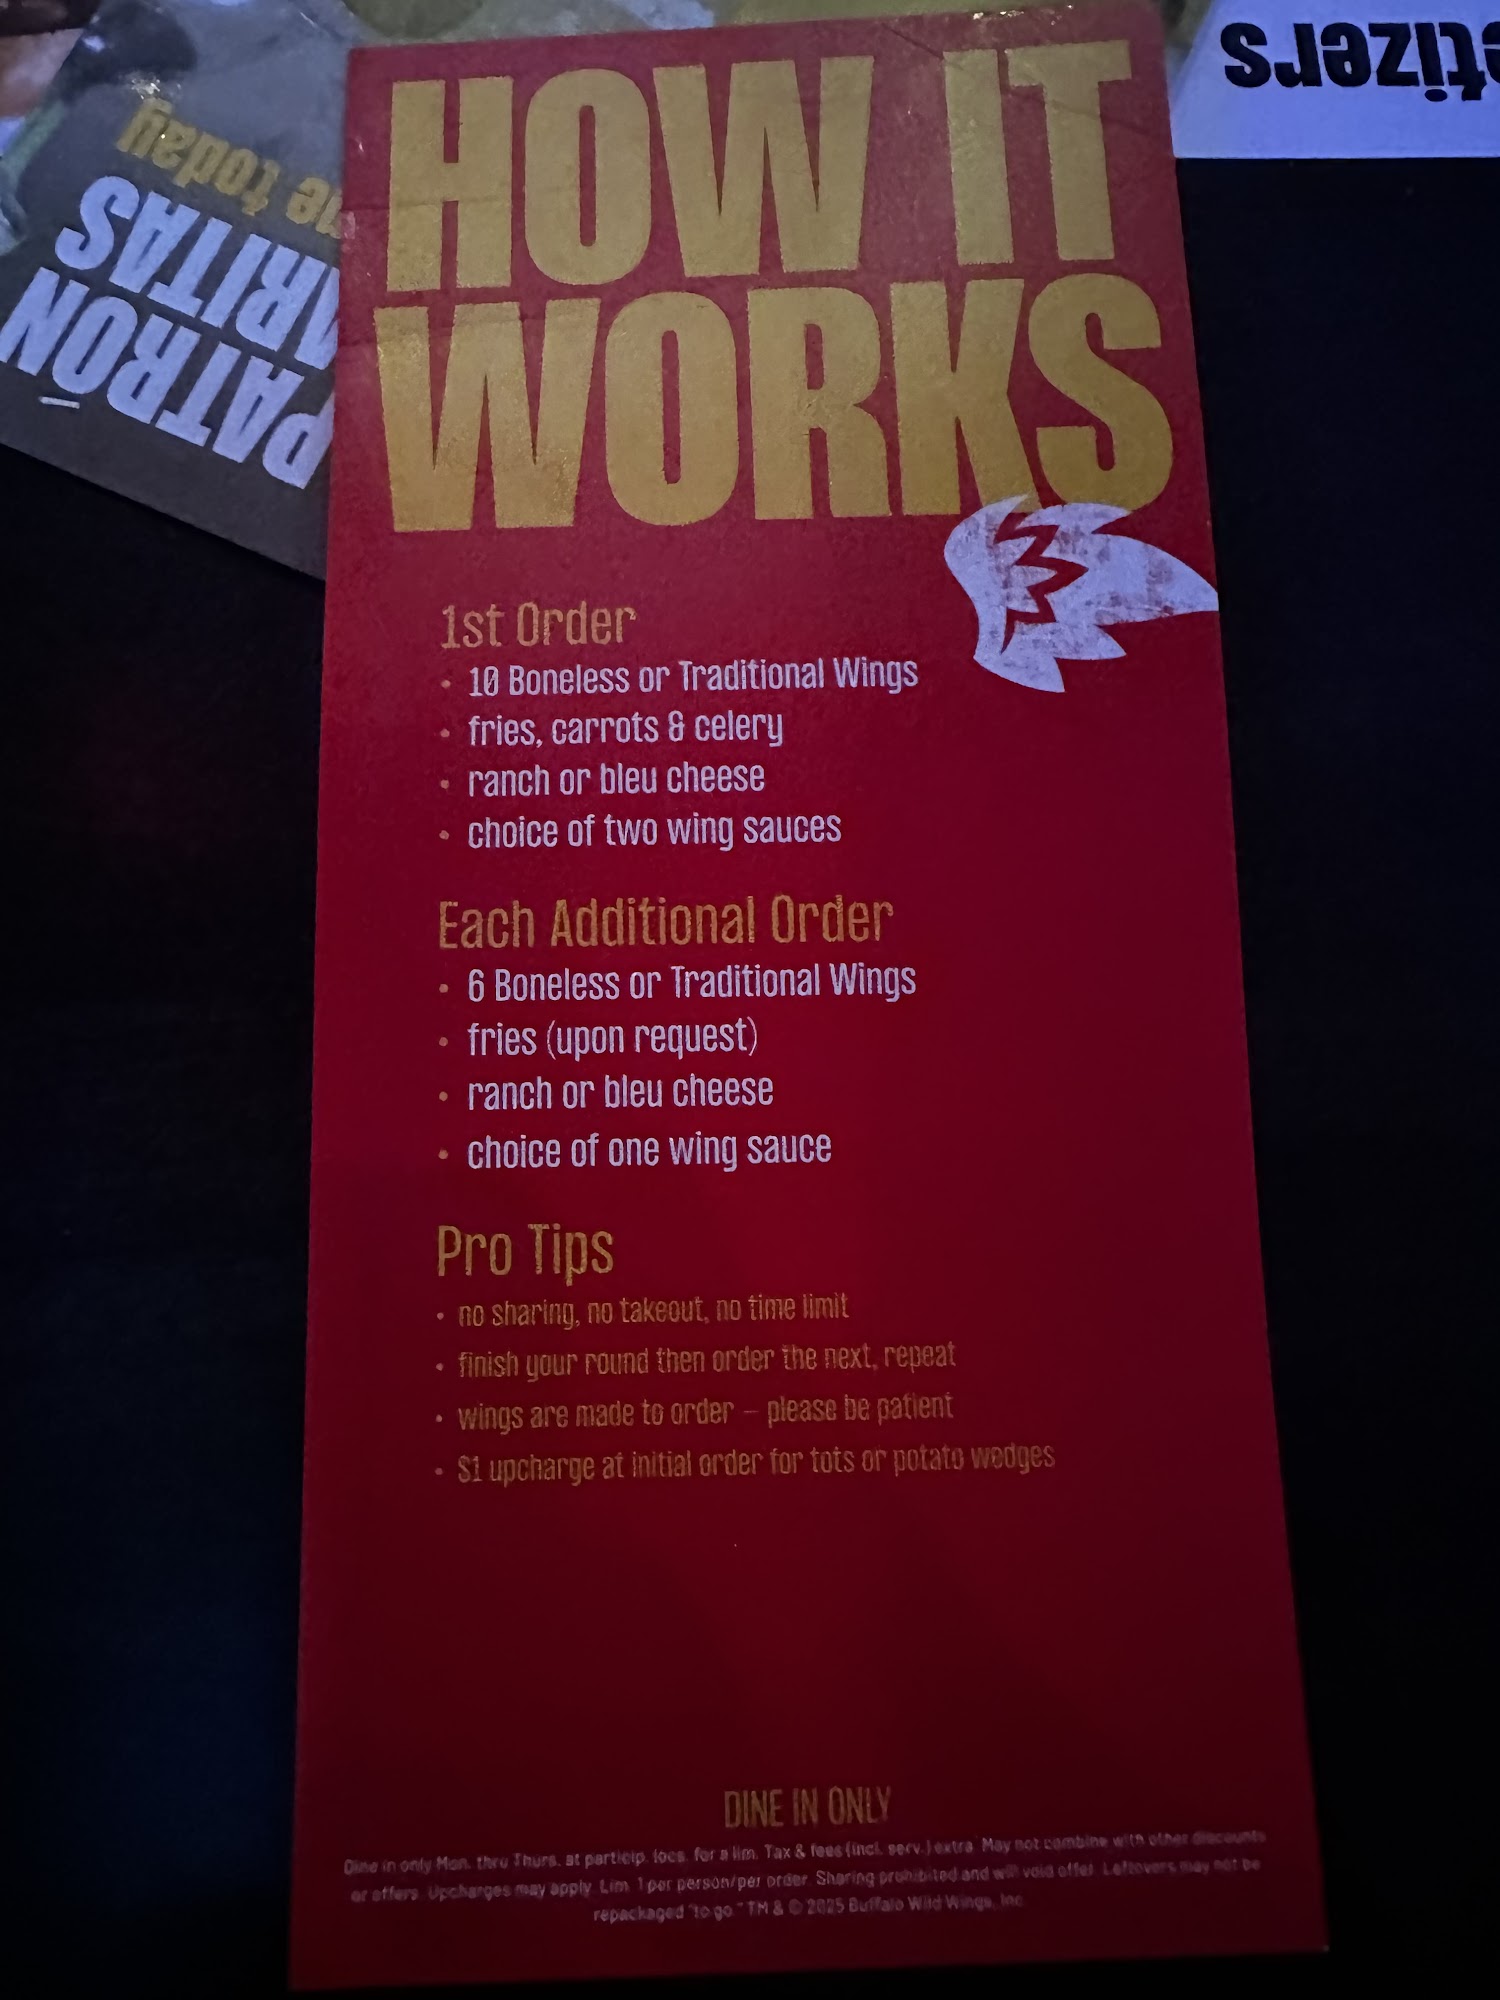 HOW IT
WORKS
1st Order
• 10 Boneless or Traditional Wings
• fries, carrots & celery
• ranch or bleu cheese
• choice of two wing sauces
Each Additional Order
• 6 Boneless or Traditional Wings
• fries (upon request)
• ranch or bleu cheese
• choice of one wing sauce
Pro Tips
• no sharing, no takeout, no time limit
• finish your round then order the next, repeat
• wings are made to order – please be patient
• $1 upcharge at initial order for tots or potato wedges
DINE IN ONLY
Dine in only Mon. thru Thurs. at particip. locs. for a lim. Tax & fees (incl. serv.) extra. May not combine with other discounts
or offers. Upcharges may apply. Lim. 1 per person/per order. Sharing prohibited and will void offer. Leftovers may not be
repackaged "to go." TM & © 2025 Buffalo Wild Wings, Inc.
PATRÓN
ARITAS
today
etizers